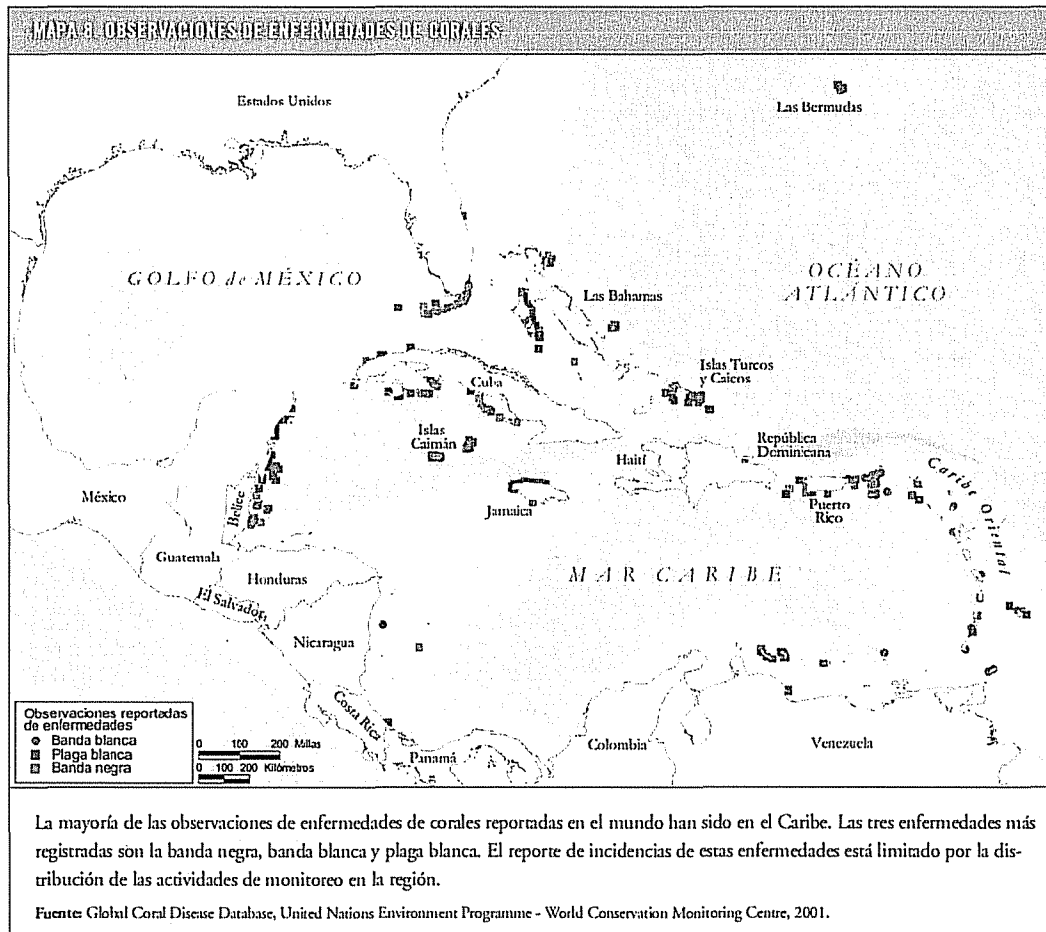 MAPA 8. OBSERVACIONES DE ENFERMEDADES DE CORALES
Estados Unidos
Las Bermudas
GOLFO de MÉXICO
OCÉANO
ATLÁNTICO
Las Bahamas
Islas Turcos
y Caicos
Cuba
Islas
Caimán
República
Dominicana
Haití
Caribe Oriental
México
Belice
Jamaica
Puerto
Rico
Guatemala
Honduras
MAR CARIBE
El Salvador
Nicaragua
Costa Rica
Panamá
Colombia
Venezuela
Observaciones reportadas
de enfermedades
Banda blanca
Plaga blanca
Banda negra
0 100 200 Millas
0 100 200 Kilómetros
La mayoría de las observaciones de enfermedades de corales reportadas en el mundo han sido en el Caribe. Las tres enfermedades más
registradas son la banda negra, banda blanca y plaga blanca. El reporte de incidencias de estas enfermedades está limitado por la dis-
tribución de las actividades de monitoreo en la región.
Fuente: Global Coral Disease Database, United Nations Environment Programme - World Conservation Monitoring Centre, 2001.